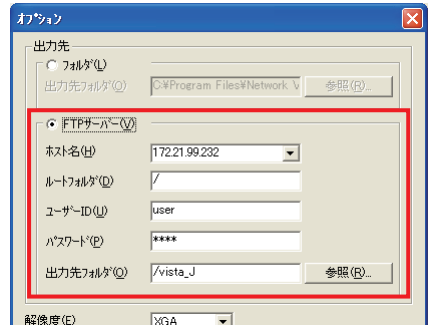 オプション
出力先
フォルダ(L)
出力先フォルダ(O) C:¥Program Files¥Network V 参照(R)...
FTPサーバー(V)
ホスト名(H) 172.21.99.232
ルートフォルダ(D) /
ユーザーID(U) user
パスワード(P) ****
出力先フォルダ(O) /vista_J 参照(R)...
解像度(E) XGA